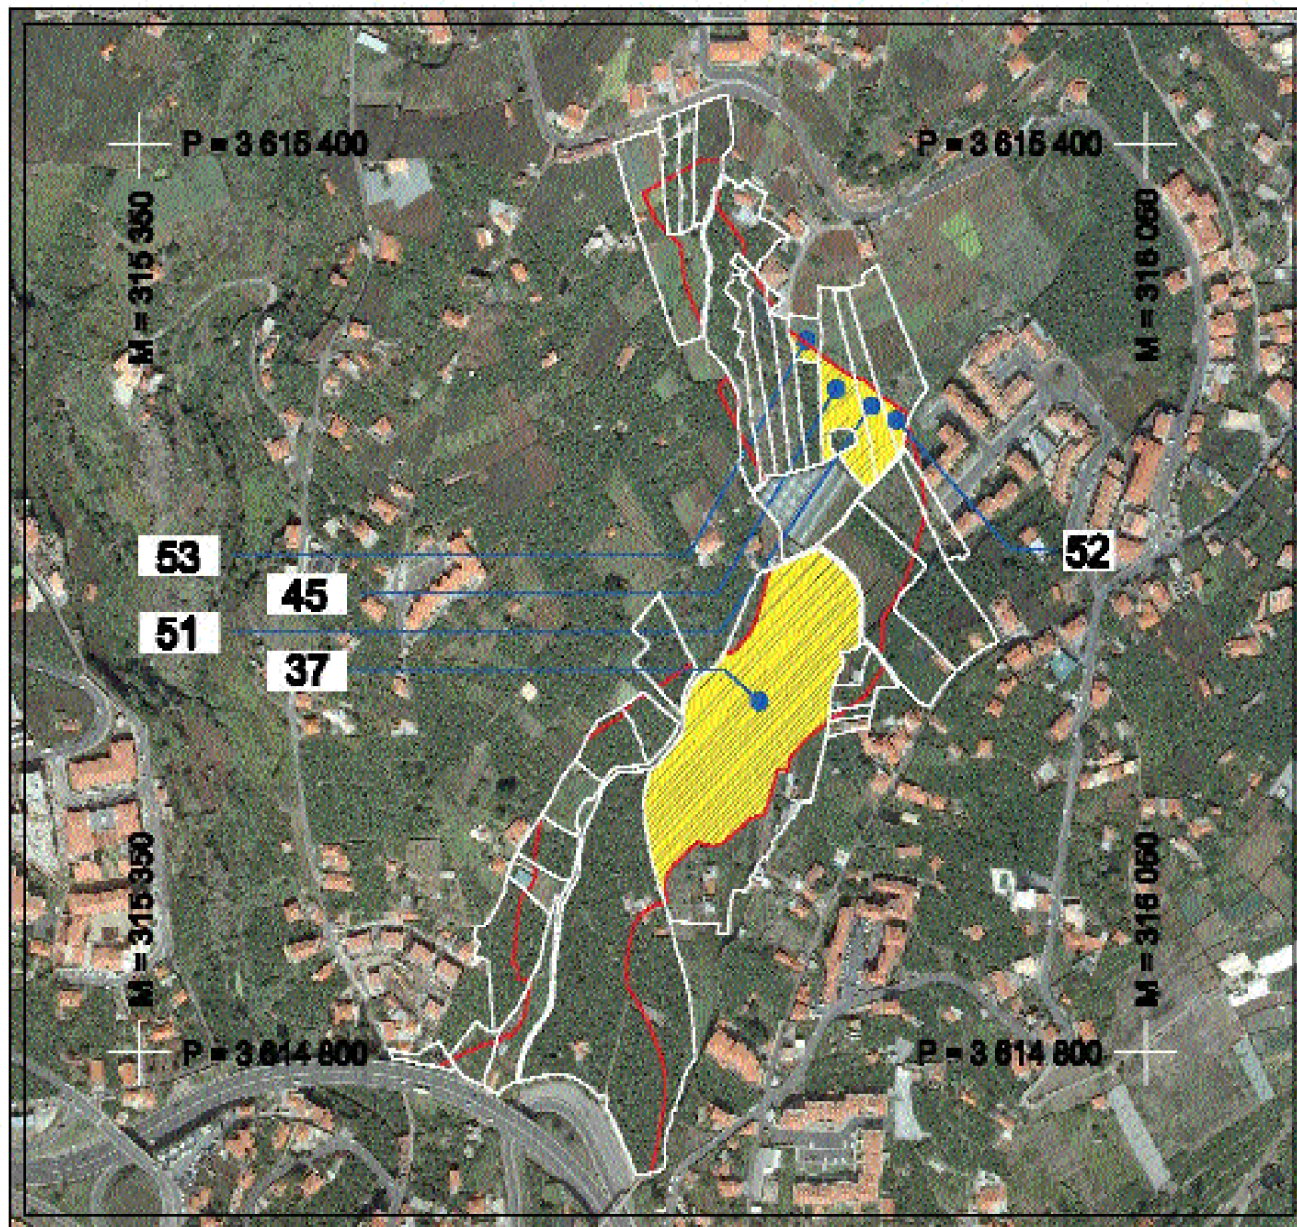 P = 3 615 400
P = 3 615 400
M = 315 350
M = 316 050
53
45
51
37
52
M = 315 350
M = 316 050
P = 3 614 800
P = 3 614 800